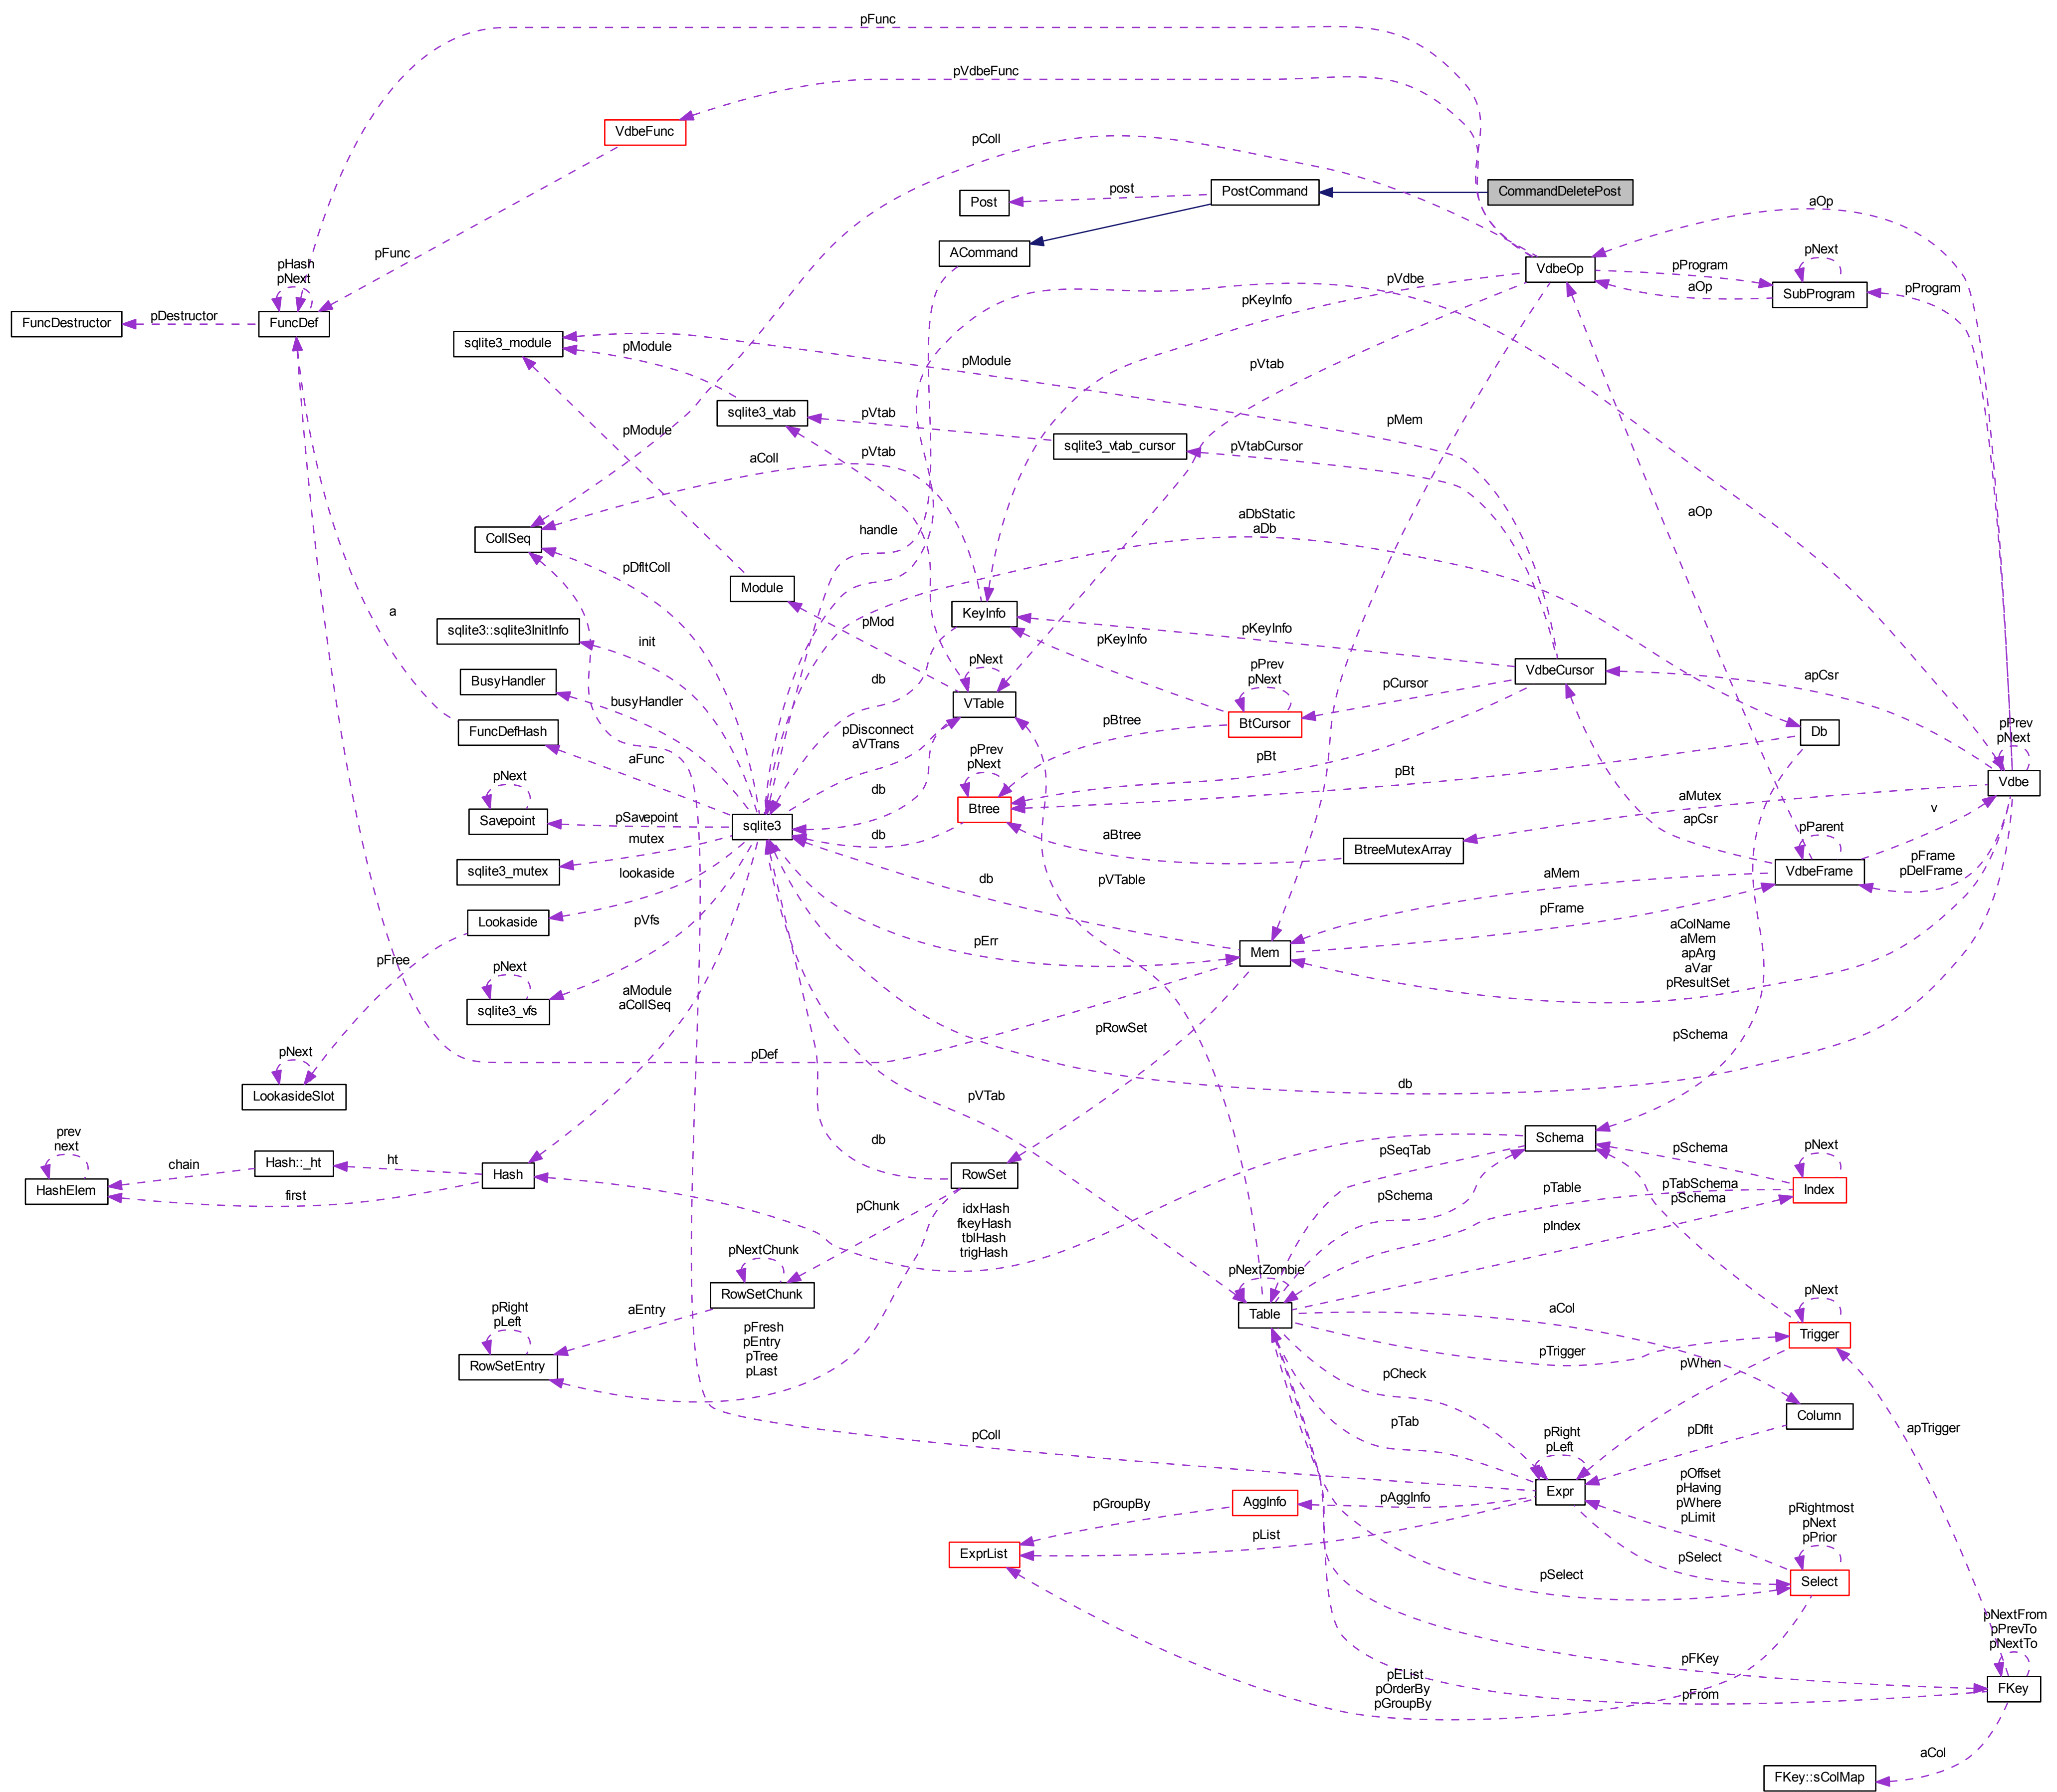 pFunc
pVdbeFunc
VdbeFunc
pColl
post
PostCommand
CommandDeletePost
Post
aOp
pFunc
ACommand
pHash
pNext
pVdbe
VdbeOp
pProgram
pNext
aOp
SubProgram
pProgram
pKeyInfo
FuncDestructor
pDestructor
FuncDef
sqlite3_module
pModule
pModule
pVtab
sqlite3_vtab
pVtab
pMem
pModule
sqlite3_vtab_cursor
pVtabCursor
aColl
pVtab
aOp
aDbStatic
aDb
CollSeq
handle
pDfltColl
Module
a
KeyInfo
sqlite3::sqlite3InitInfo
init
pMod
pKeyInfo
pKeyInfo
pNext
pPrev
pNext
VdbeCursor
apCsr
BusyHandler
db
pCursor
busyHandler
VTable
BtCursor
FuncDefHash
pDisconnect
aVTrans
pBtree
Db
pPrev
pNext
aFunc
pPrev
pNext
pBt
pBt
Vdbe
pNext
db
Btree
aMutex
apCsr
v
Savepoint
pSavepoint
sqlite3
db
aBtree
BtreeMutexArray
pParent
mutex
pFrame
pDelFrame
sqlite3_mutex
lookaside
db
pVTable
aMem
VdbeFrame
Lookaside
pVfs
pFrame
pErr
Mem
aColName
aMem
apArg
aVar
pResultSet
pFree
pNext
aModule
aCollSeq
sqlite3_vfs
pRowSet
pSchema
pNext
pDef
LookasideSlot
pVTab
db
prev
next
chain
Hash::_ht
ht
db
pSeqTab
Schema
pSchema
pNext
HashElem
first
Hash
RowSet
pSchema
pTable
pTabSchema
pSchema
Index
pChunk
idxHash
fkeyHash
tblHash
trigHash
pIndex
pNextChunk
pNextZombie
RowSetChunk
Table
aCol
pNext
pRight
pLeft
aEntry
pFresh
pEntry
pTree
pLast
pTrigger
Trigger
RowSetEntry
pCheck
pWhen
Column
pTab
pDflt
pColl
pRight
pLeft
apTrigger
pOffset
pHaving
pWhere
pLimit
Expr
pGroupBy
AggInfo
pAggInfo
pRightmost
pNext
pPrior
pList
ExprList
pSelect
pSelect
Select
pNextFrom
pPrevTo
pNextTo
pFKey
pEList
pOrderBy
pGroupBy
pFrom
FKey
aCol
FKey::sColMap